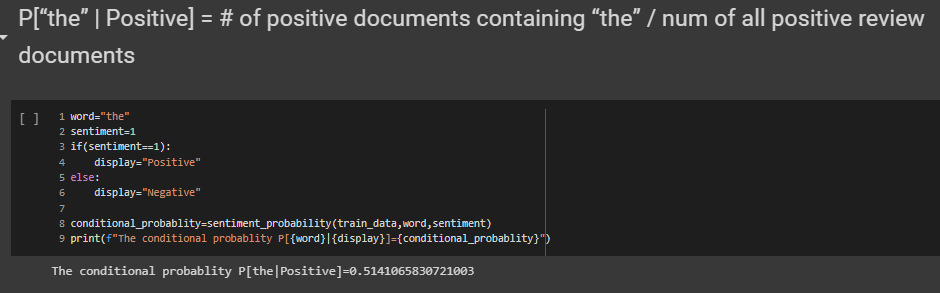 P[“the” | Positive] = # of positive documents containing “the” / num of all positive review
documents
[ ]
1 word="the"
2 sentiment=1
3 if(sentiment==1):
4     display="Positive"
5 else:
6     display="Negative"
7
8 conditional_probablity=sentiment_probability(train_data,word,sentiment)
9 print(f"The conditional probablity P[{word}|{display}]={conditional_probablity}")
The conditional probablity P[the|Positive]=0.5141065830721003